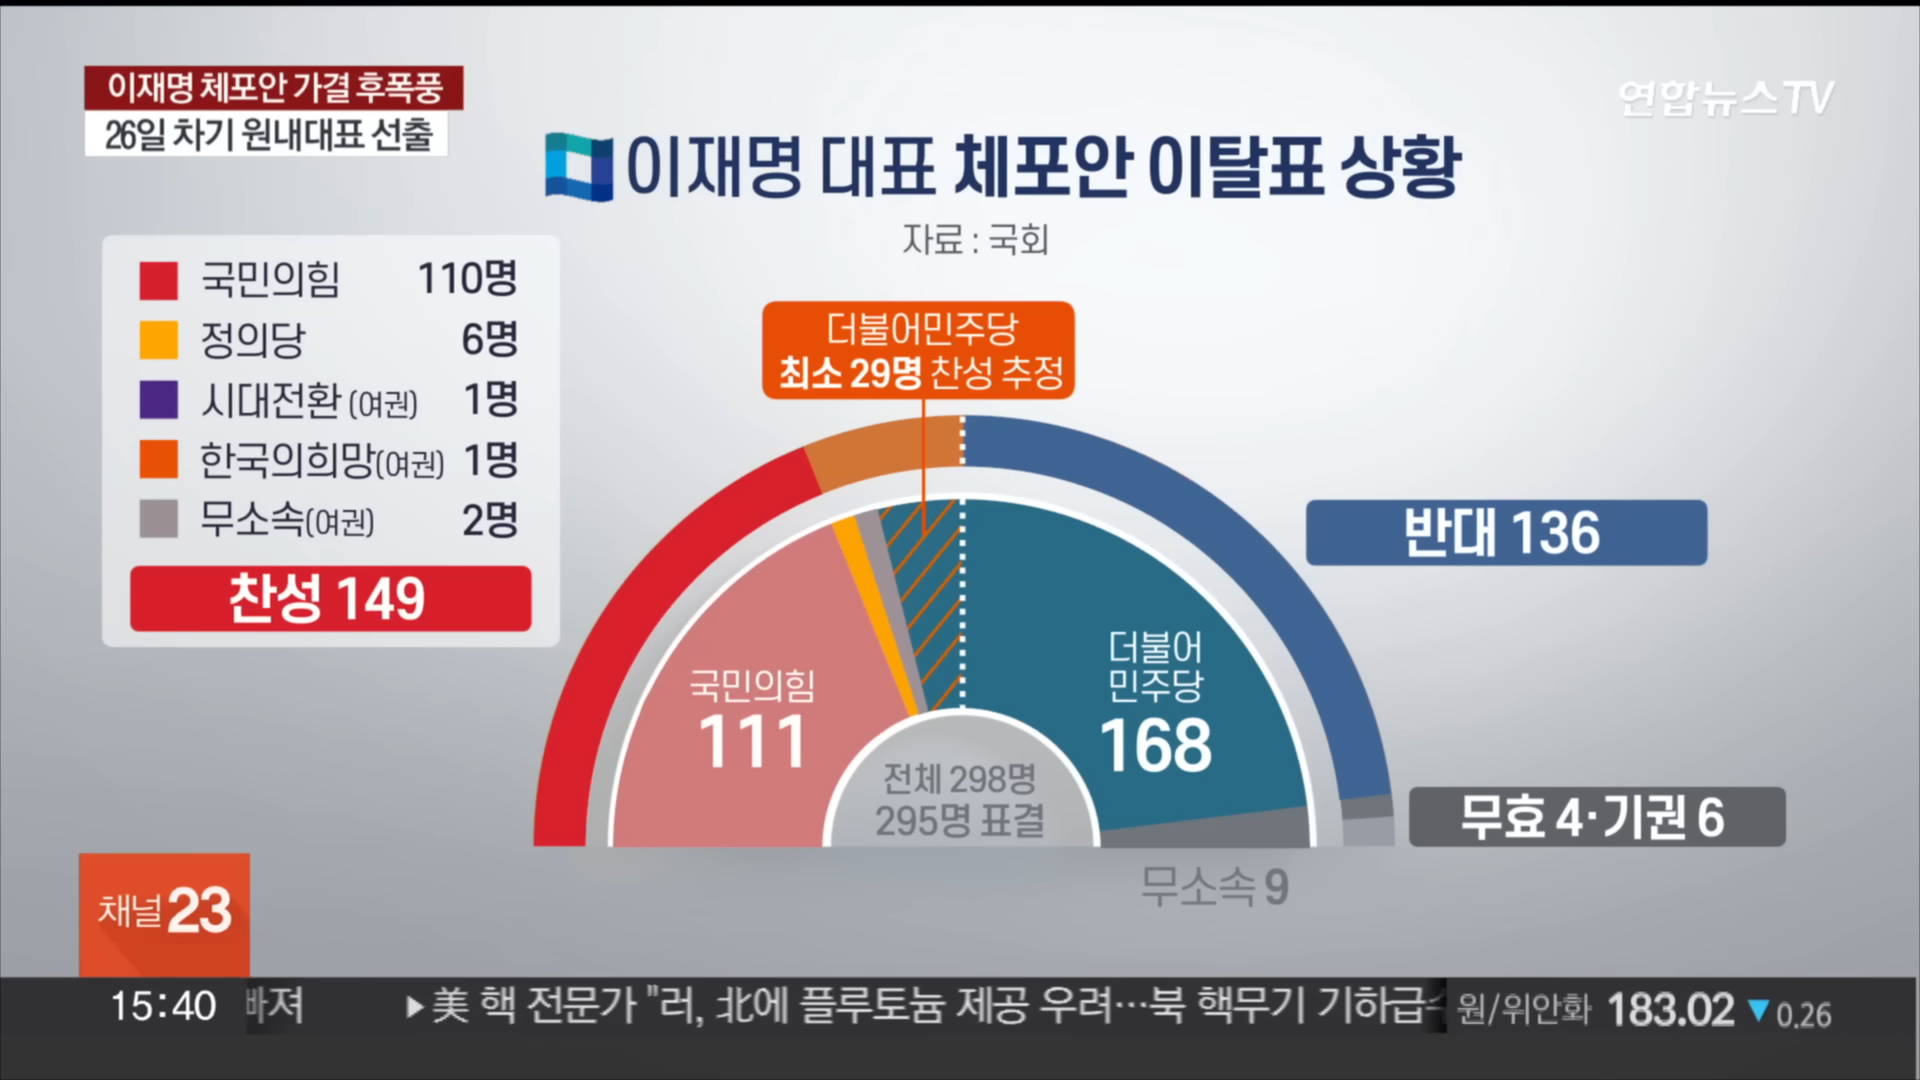 이재명 체포안 가결 후폭풍
26일 차기 원내대표 선출
연합뉴스TV
이재명 대표 체포안 이탈표 상황
자료 : 국회
국민의힘 110명
정의당 6명
시대전환 (여권) 1명
한국의희망(여권) 1명
무소속(여권) 2명
찬성 149
더불어민주당
최소 29명 찬성 추정
반대 136
국민의힘
111
더불어
민주당
168
전체 298명
295명 표결
무효 4·기권 6
무소속 9
채널 23
15:40 빠져 ▶美 핵 전문가 "러, 北에 플루토늄 제공 우려…북 핵무기 기하급 원/위안화 183.02 ▼ 0.26